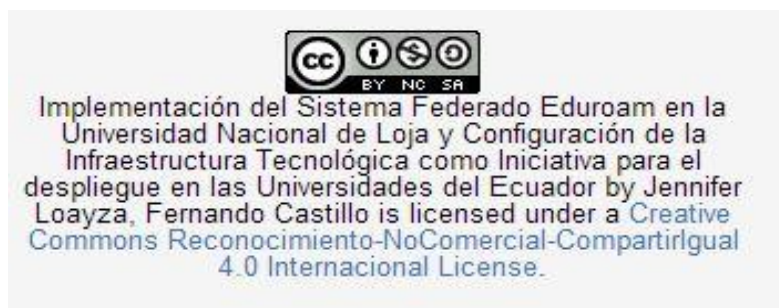 cc
BY NC SA
Implementación del Sistema Federado Eduroam en la
Universidad Nacional de Loja y Configuración de la
Infraestructura Tecnológica como Iniciativa para el
despliegue en las Universidades del Ecuador by Jennifer
Loayza, Fernando Castillo is licensed under a Creative
Commons Reconocimiento-NoComercial-CompartirIgual
4.0 Internacional License.